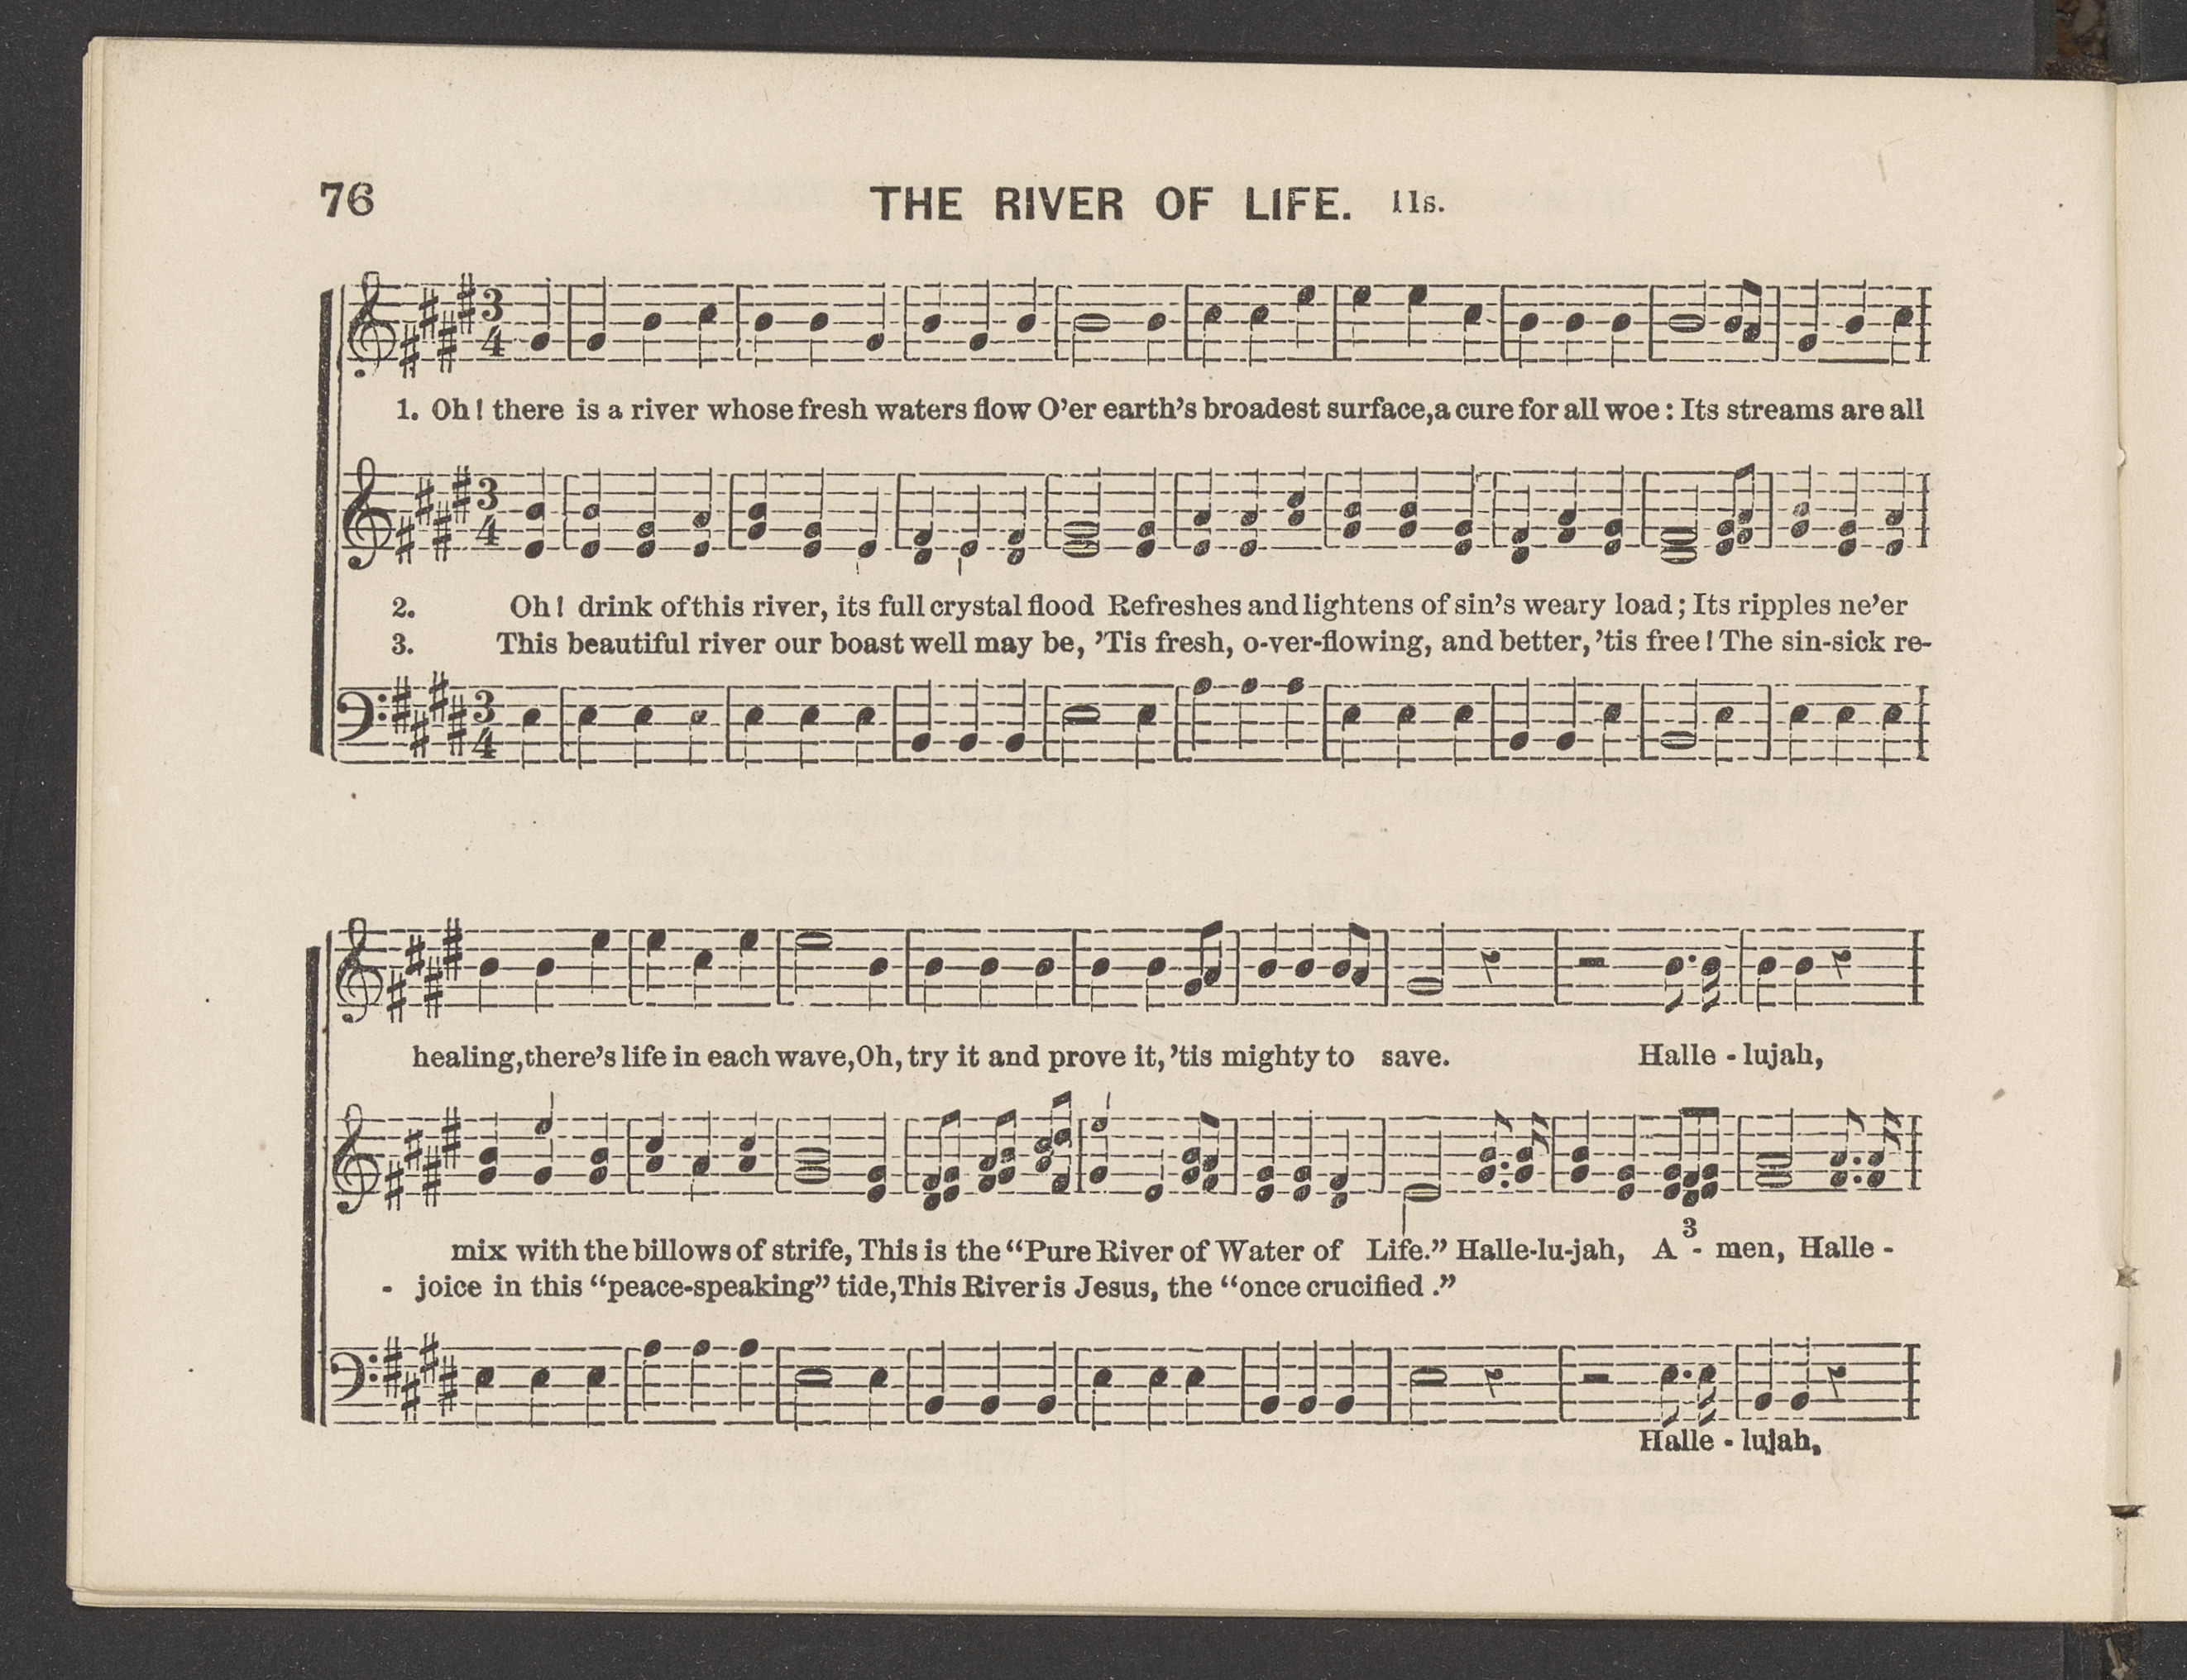 76
THE RIVER OF LIFE. 11s.
3
4
1. Oh! there is a river whose fresh waters flow O'er earth's broadest surface, a cure for all woe: Its streams are all
3
4
2. Oh! drink of this river, its full crystal flood Refreshes and lightens of sin's weary load; Its ripples ne'er
3. This beautiful river our boast well may be, 'Tis fresh, o-ver-flowing, and better, 'tis free! The sin-sick re-
3
4
healing, there's life in each wave, Oh, try it and prove it, 'tis mighty to save. Halle - lujah,
3
mix with the billows of strife, This is the “Pure River of Water of Life.” Halle-lu-jah, A - men, Halle -
- joice in this “peace-speaking” tide, This River is Jesus, the “once crucified.”
Halle - lujah,